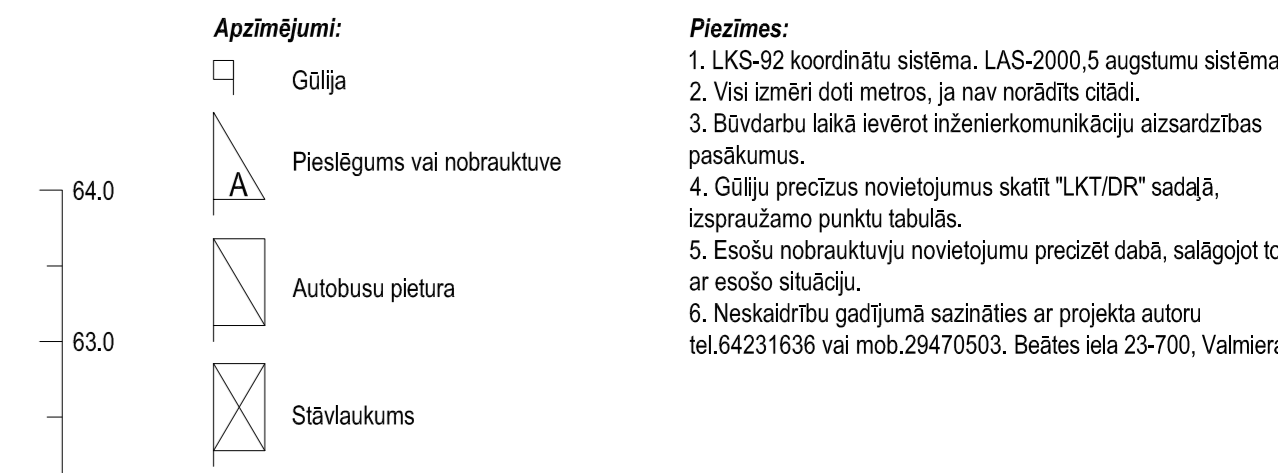 Apzīmējumi:
Gūlija
A
Pieslēgums vai nobrauktuve
64.0
Autobusu pietura
63.0
Stāvlaukums
Piezīmes:
1. LKS-92 koordinātu sistēma. LAS-2000,5 augstumu sistēma
2. Visi izmēri doti metros, ja nav norādīts citādi.
3. Būvdarbu laikā ievērot inženierkomunikāciju aizsardzības
pasākumus.
4. Gūliju precīzus novietojumus skatīt "LKT/DR" sadaļā,
izspraužamo punktu tabulās.
5. Esošu nobrauktuvju novietojumu precizēt dabā, salāgojot to
ar esošo situāciju.
6. Neskaidrību gadījumā sazināties ar projekta autoru
tel.64231636 vai mob.29470503. Beātes iela 23-700, Valmiera